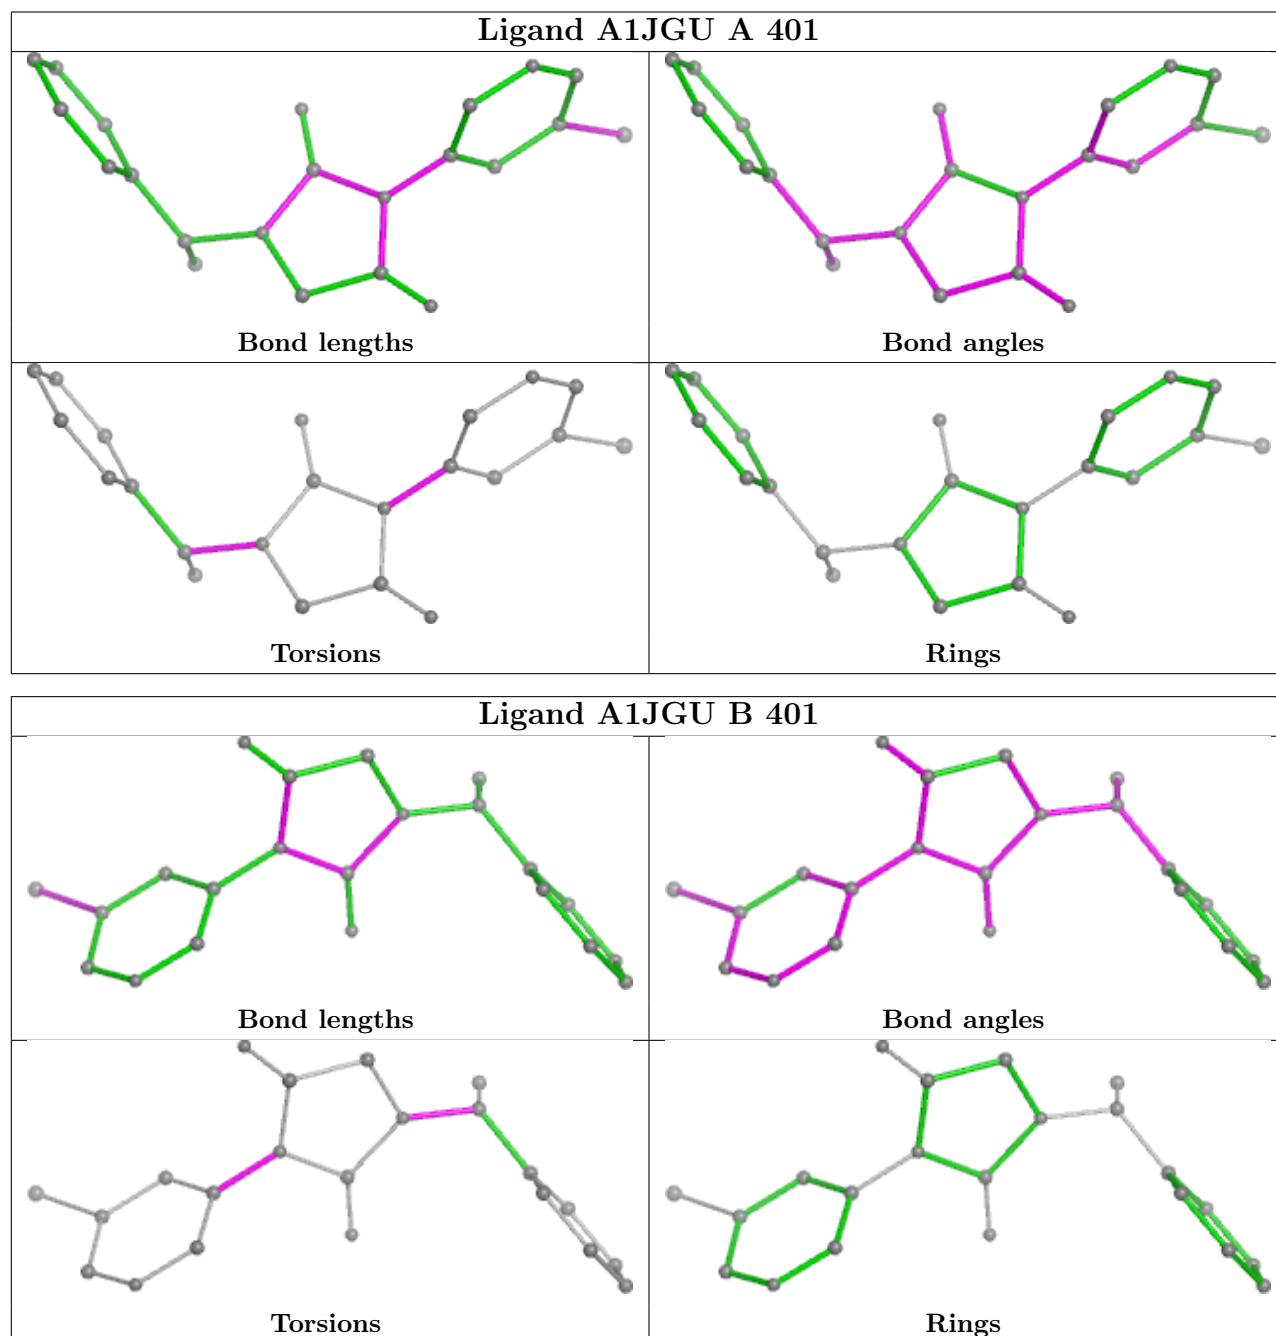 Ligand A1JGU A 401
Bond lengths
Bond angles
Torsions
Rings
Ligand A1JGU B 401
Bond lengths
Bond angles
Torsions
Rings